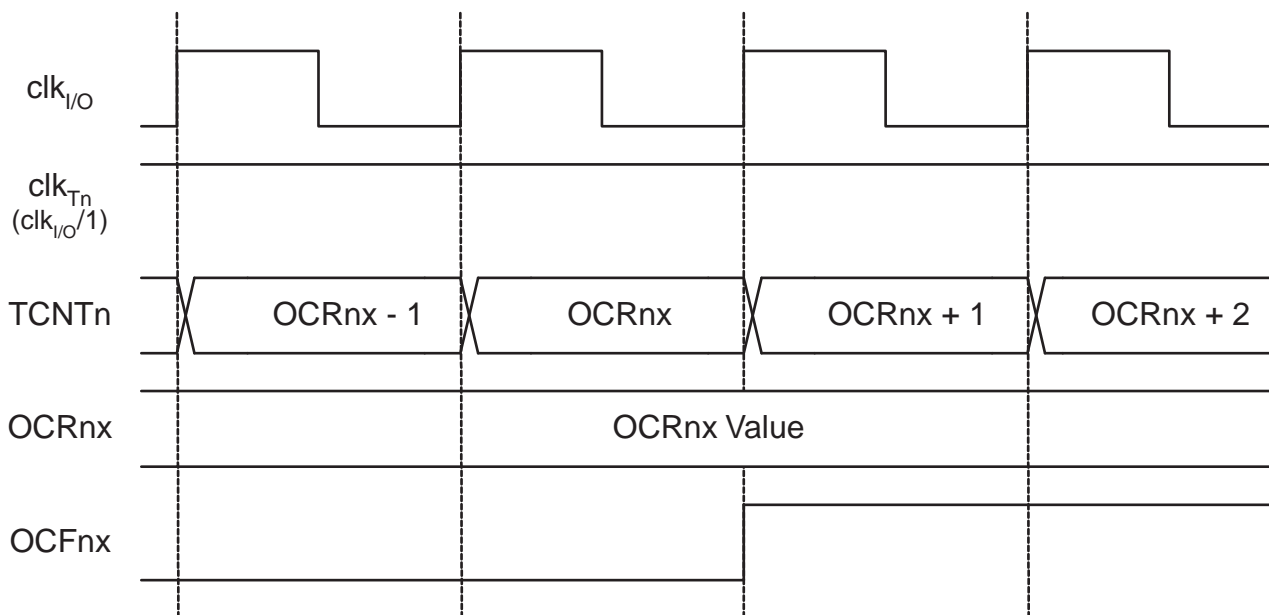 clkI/O
clkTn
(clkI/O/1)
TCNTn OCRnx - 1 OCRnx OCRnx + 1 OCRnx + 2
OCRnx OCRnx Value
OCFnx